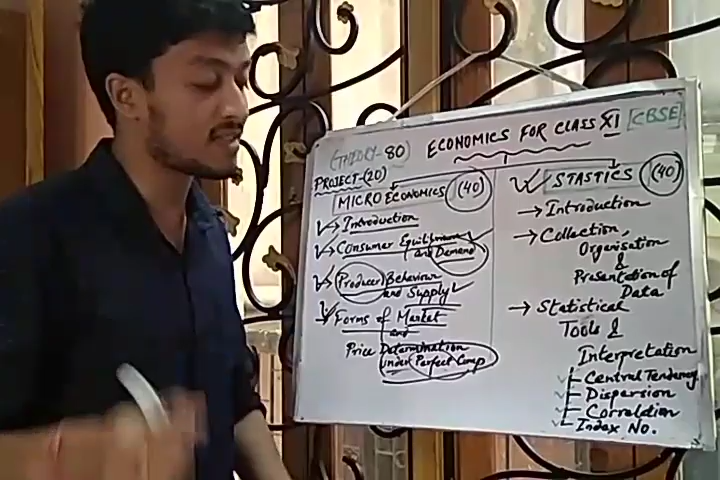 (THEORY - 80
ECONOMICS FOR CLASS XI [CBSE]
PROJECT-(20)
MICROECONOMICS (40)
→ Introduction
→ Consumer Equilibrium
and Demand
→ Producer Behaviour
and Supply
→ Forms of Market
and
Price Determination
under Perfect Comp
STASTICS (40)
→ Introduction
→ Collection,
Organisation
&
Presentation of
Data
→ Statistical
Tools &
Interpretation
Central Tendency
Dispersion
Correlation
Index No.